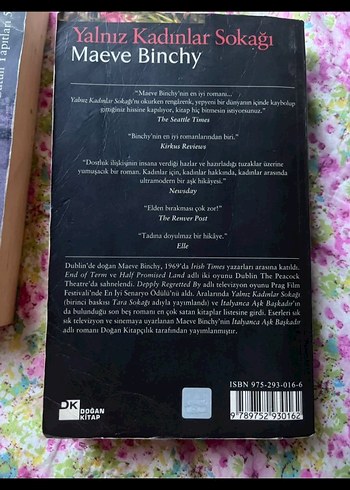 Yalnız Kadınlar Sokağı
Maeve Binchy
"Maeve Binchy'nin en iyi romanı...
Yalnız Kadınlar Sokağı'nı okurken rengârenk, yepyeni bir dünyanın içinde kaybolup
gittiğiniz hissine kapılıyor, kitap hiç bitmesin istiyorsunuz."
The Seattle Times
"Binchy'nin en iyi romanlarından biri."
Kirkus Reviews
"Dostluk ilişkisinin insana verdiği hazlar ve hazırladığı tuzaklar üzerine
yumuşacık bir roman. Kadınlar için, kadınlar hakkında, kadınlar arasında
ultramodern bir aşk hikâyesi."
Newsday
"Elden bırakması çok zor!"
The Denver Post
"Tadına doyulmaz bir hikâye."
Elle
Dublin'de doğan Maeve Binchy, 1969'da Irish Times yazarları arasına katıldı.
End of Term ve Half Promised Land adlı iki oyunu Dublin The Peacock
Theatre'da sahnelendi. Depply Regretted By adlı televizyon oyunu Prag Film
Festivali'nde En İyi Senaryo Ödülü'nü aldı. Aralarında Yalnız Kadınlar Sokağı
(birinci baskısı Tara Sokağı adıyla yayınlandı) ve İtalyanca Aşk Başkadır'ın
da bulunduğu son beş romanı en çok satan kitaplar listesine girdi. Eserleri sık
sık televizyon ve sinemaya uyarlanan Maeve Binchy'nin İtalyanca Aşk Başkadır
adlı romanı Doğan Kitapçılık tarafından yayınlanmıştı.
ISBN 975-293-016-6
DK
DOĞAN
KİTAP
9 789752 930162